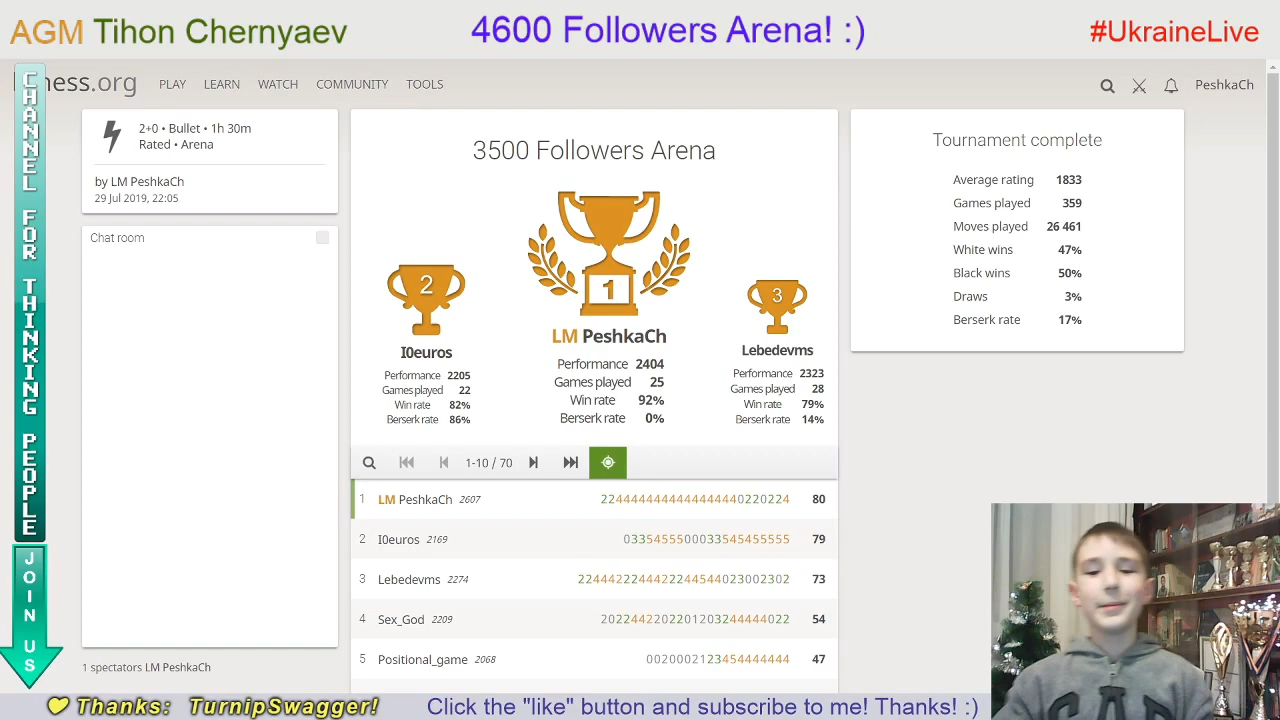 AGM Tihon Chernyaev
4600 Followers Arena! :)
#UkraineLive
CHANNEL FOR THINKING PEOPLE
JOIN US
hess.org
PLAY LEARN WATCH COMMUNITY TOOLS
PeshkaCh
2+0 • Bullet • 1h 30m
Rated • Arena
by LM PeshkaCh
29 Jul 2019, 22:05
Chat room
1 spectators LM PeshkaCh
3500 Followers Arena
1
LM PeshkaCh
Performance 2404
Games played 25
Win rate 92%
Berserk rate 0%
2
I0euros
Performance 2205
Games played 22
Win rate 82%
Berserk rate 86%
3
Lebedevms
Performance 2323
Games played 28
Win rate 79%
Berserk rate 14%
1-10 / 70
1 LM PeshkaCh 2607 2244444444444444440220224 80
2 I0euros 2169 0335455500033545455555 79
3 Lebedevms 2274 2244422244422244544023002302 73
4 Sex_God 2209 2022442202201203244444022 54
5 Positional_game 2068 00200021234544444444 47
Tournament complete
Average rating 1833
Games played 359
Moves played 26 461
White wins 47%
Black wins 50%
Draws 3%
Berserk rate 17%
GAP
Thanks: TurnipSwagger!
Click the "like" button and subscribe to me! Thanks! :)